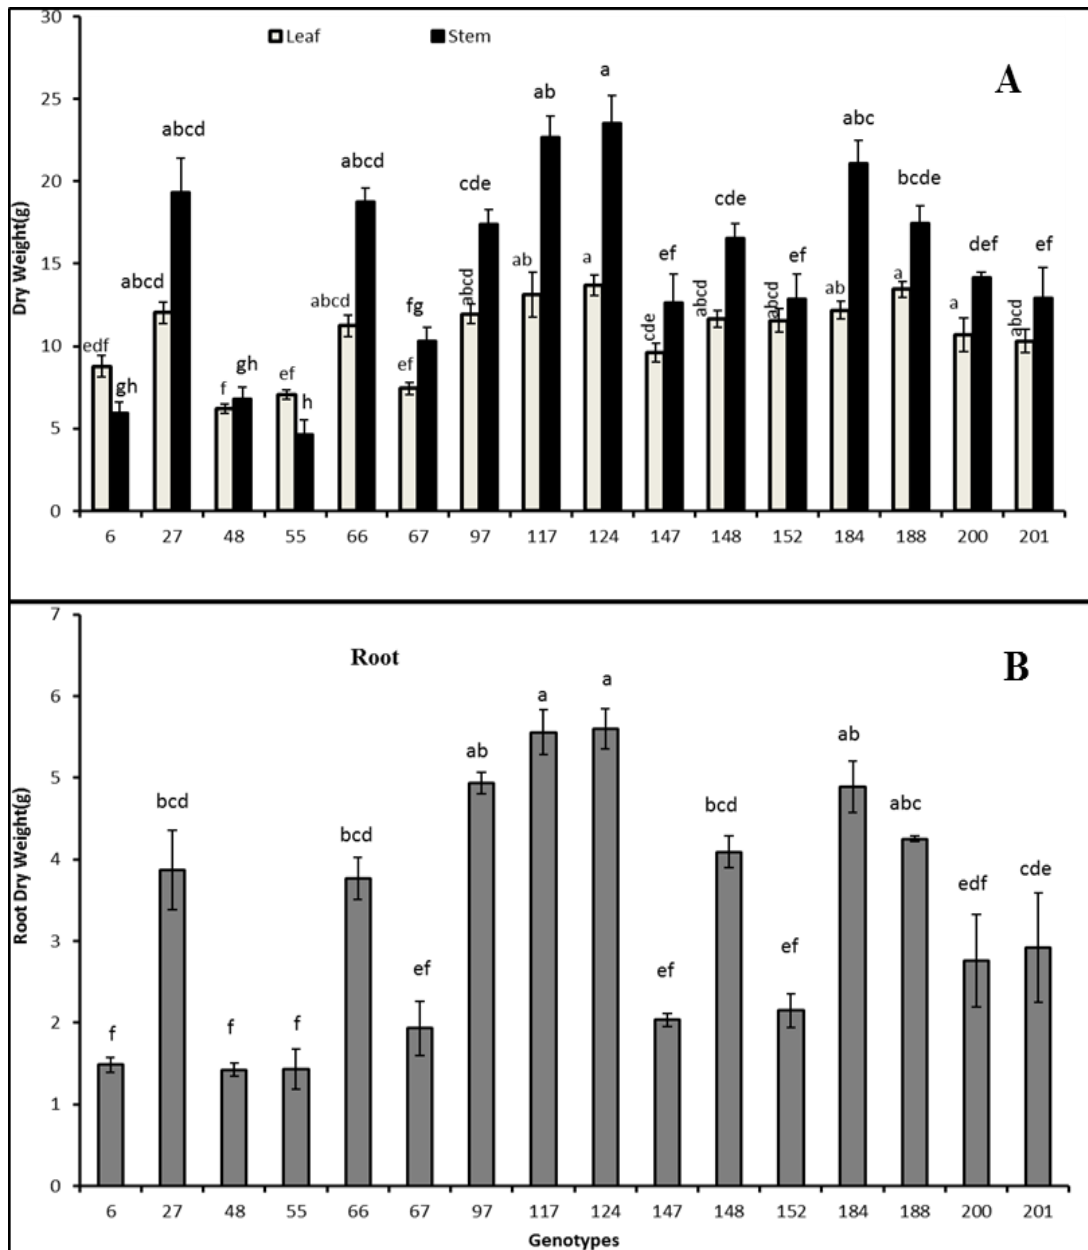 Leaf Stem
A
Dry Weight(g)
30
25
20
15
10
5
0
edf gh abcd abcd f gh ef h abcd abcd ef fg abcd cde ab ab a a cde ef abcd cde abcd ef ab abc a bcde a def abcd ef
6 27 48 55 66 67 97 117 124 147 148 152 184 188 200 201
Root
B
Root Dry Weight(g)
7
6
5
4
3
2
1
0
f bcd f f bcd ef ab a a ef bcd ef ab abc edf cde
6 27 48 55 66 67 97 117 124 147 148 152 184 188 200 201
Genotypes